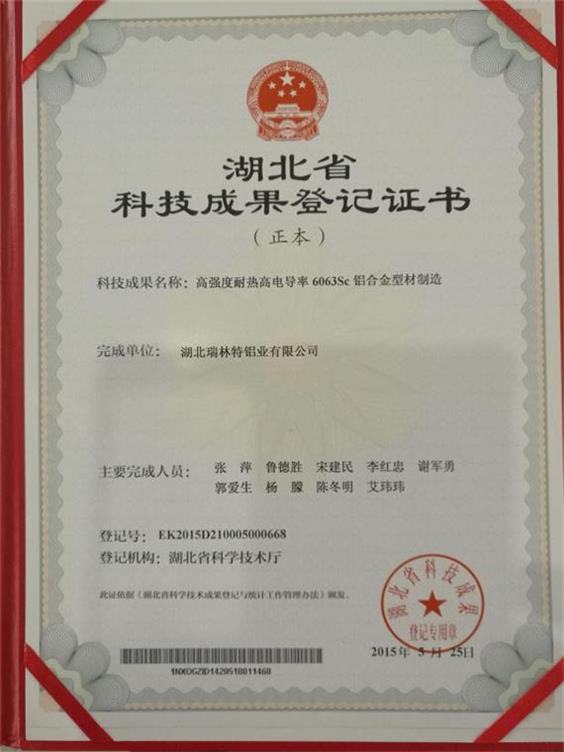 湖北省
科技成果登记证书
（正本）
科技成果名称：高强度耐热高电导率 6063Sc 铝合金型材制造
完成单位： 湖北瑞林特铝业有限公司
主要完成人员： 张 萍 鲁德胜 宋建民 李红忠 谢军勇
郭爱生 杨 朦 陈冬明 艾玮玮
登记号： EK2015D210005000668
登记机构：湖北省科学技术厅
此证依据《湖北省科学技术成果登记与统计工作管理办法》颁发。
湖北省科技成果
登记专用章
2015年 5 月 25日
1NXOGZID1420518811468